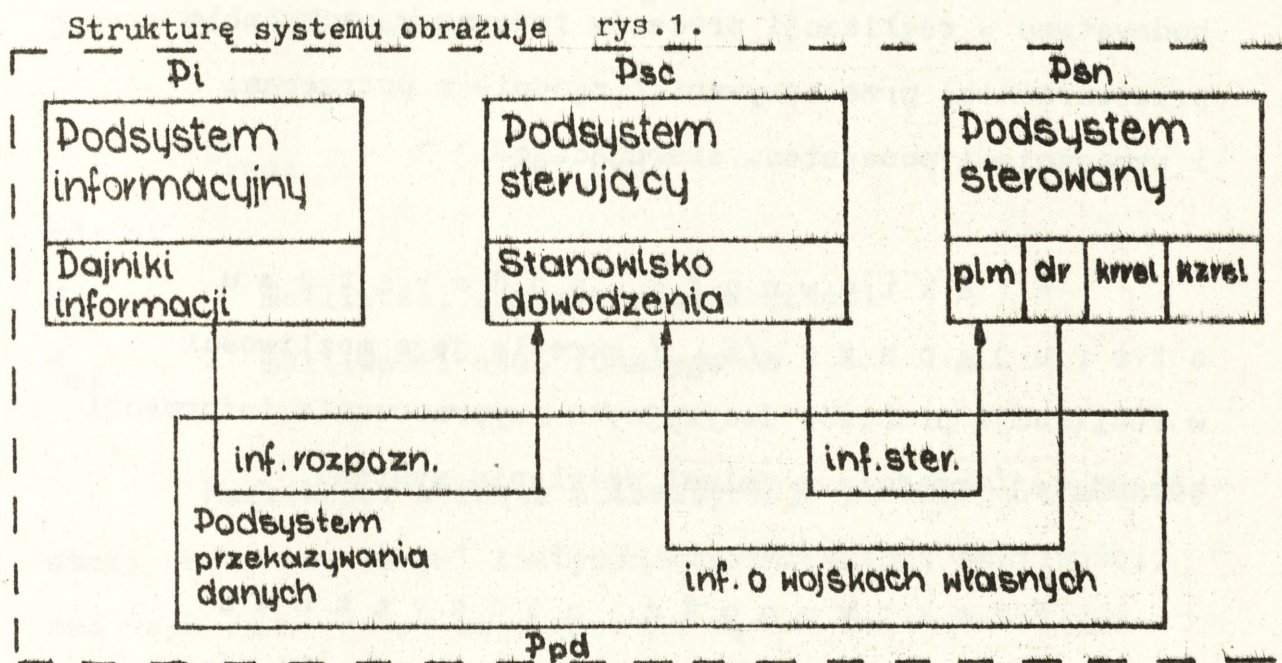 Strukturę systemu obrazuje rys.1.
Pi
Psc
Psn
Podsystem
informacyjny
Dajniki
informacji
Podsystem
sterujący
Stanowisko
dowodzenia
Podsystem
sterowany
plm dr krrel kzrel
inf.rozpozn.
inf.ster.
Podsystem
przekazywania
danych
inf. o wojskach własnych
Ppd